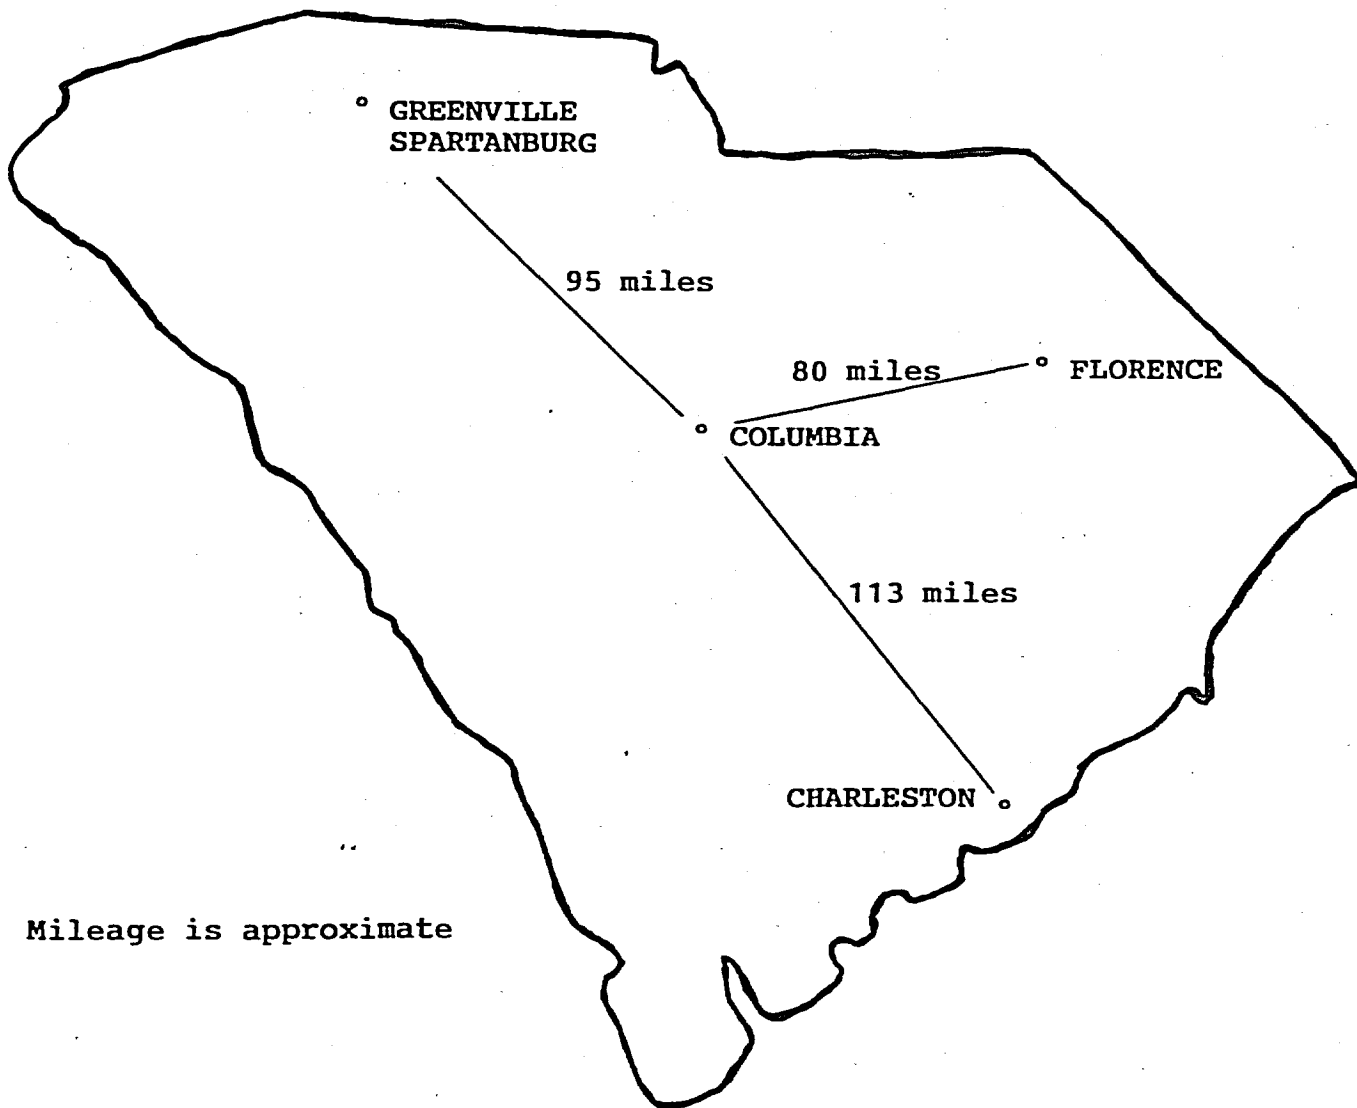 GREENVILLE
SPARTANBURG
95 miles
80 miles
FLORENCE
COLUMBIA
113 miles
CHARLESTON
Mileage is approximate